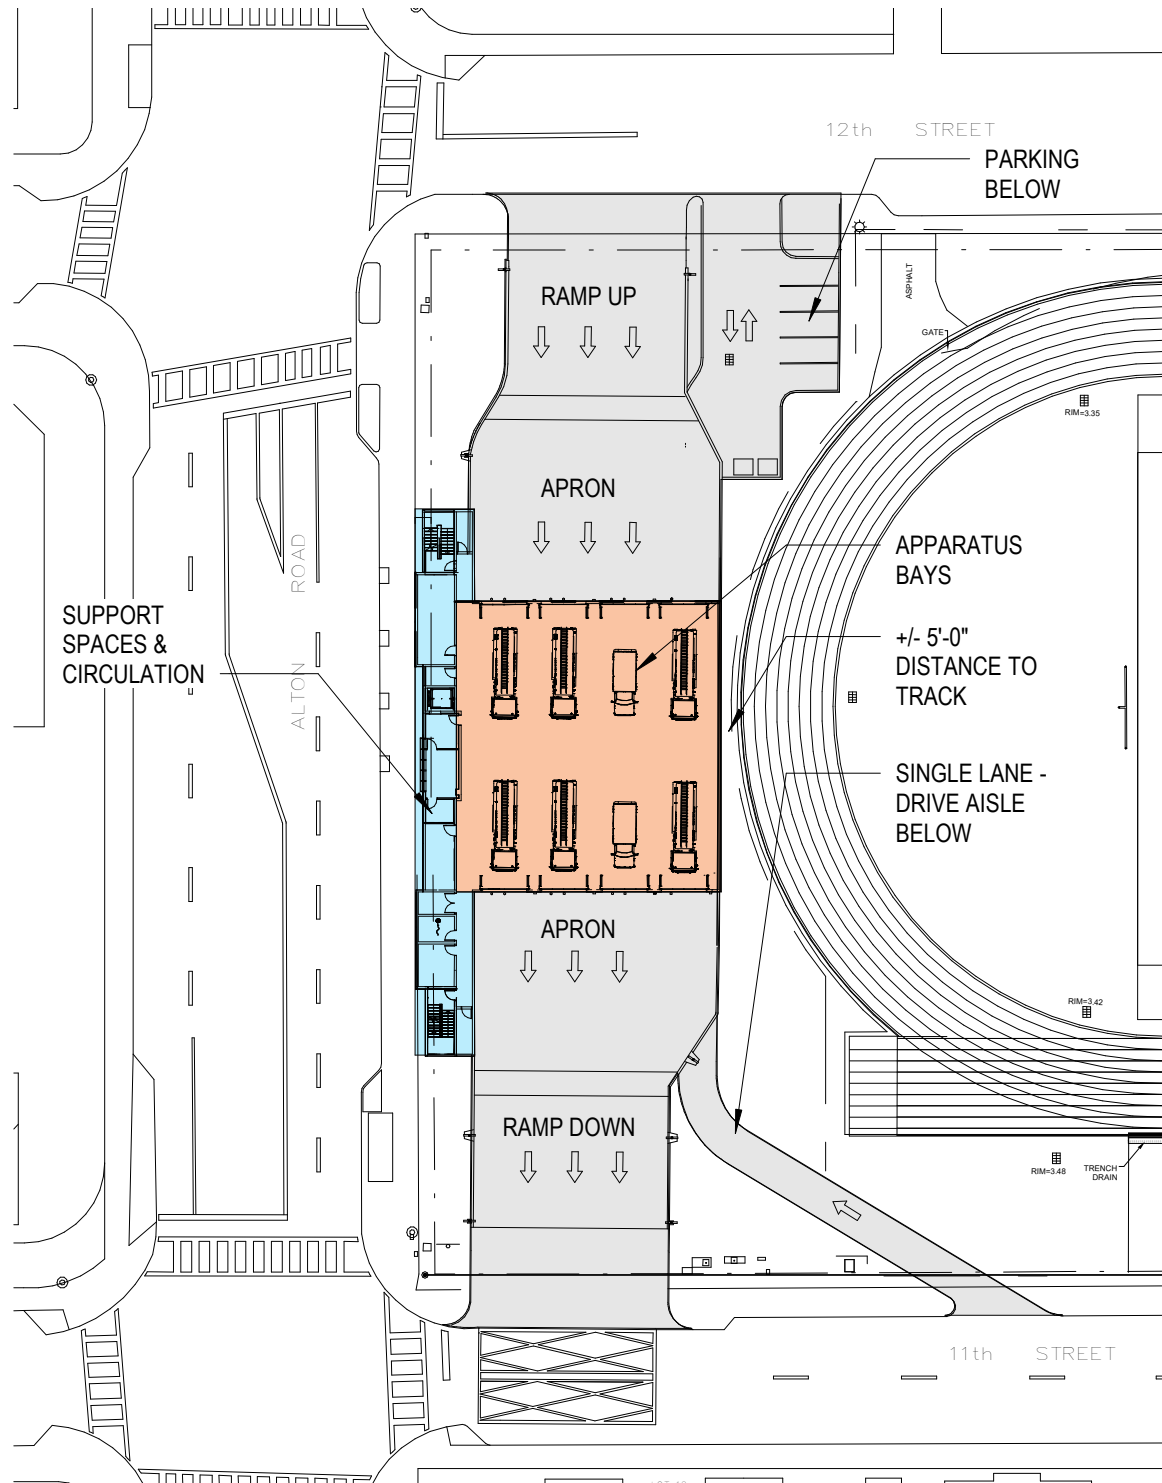 12th STREET
PARKING
BELOW
ASPHALT
RAMP UP
GATE
RIM=3.35
APRON
ROAD
ALTON
APPARATUS
BAYS
SUPPORT
SPACES &
CIRCULATION
+/- 5'-0"
DISTANCE TO
TRACK
SINGLE LANE -
DRIVE AISLE
BELOW
APRON
RIM=3.42
RAMP DOWN
RIM=3.48
TRENCH
DRAIN
11th STREET